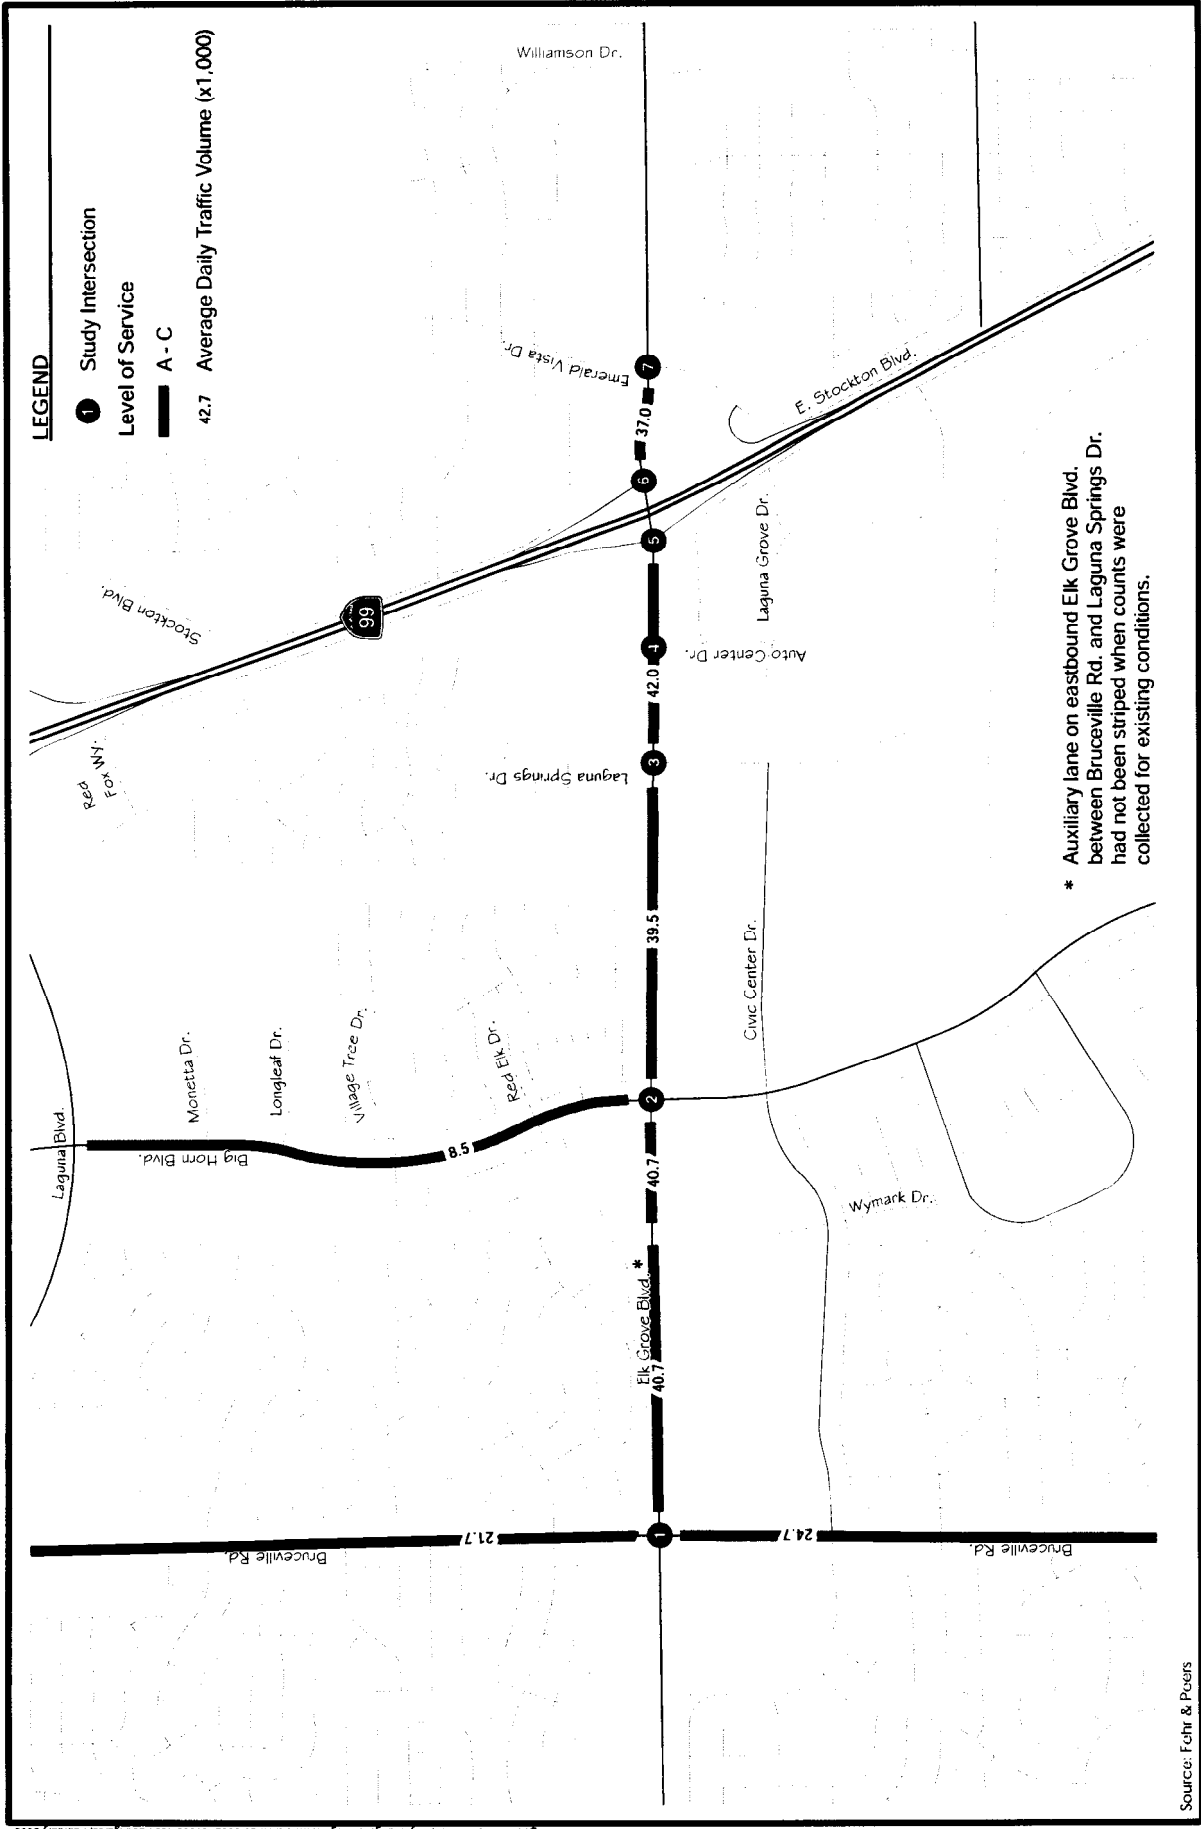 LEGEND
1 Study Intersection
Level of Service
A - C
42.7 Average Daily Traffic Volume (x1,000)
Williamson Dr.
Emerald Vista Dr.
7
37.0
6
E. Stockton Blvd.
5
Stockton Blvd.
99
Laguna Grove Dr.
4
Auto Center Dr.
42.0
Red
Fox Wy.
Laguna Springs Dr.
3
39.5
Civic Center Dr.
Monetta Dr.
Longleaf Dr.
Village Tree Dr.
Red Elk Dr.
2
Laguna Blvd.
Big Horn Blvd.
8.5
40.7
Wymark Dr.
Elk Grove Blvd. *
40.7
Bruceville Rd.
21.7
1
24.7
Bruceville Rd.
* Auxiliary lane on eastbound Elk Grove Blvd.
between Bruceville Rd. and Laguna Springs Dr.
had not been striped when counts were
collected for existing conditions.
Source: Fehr & Peers